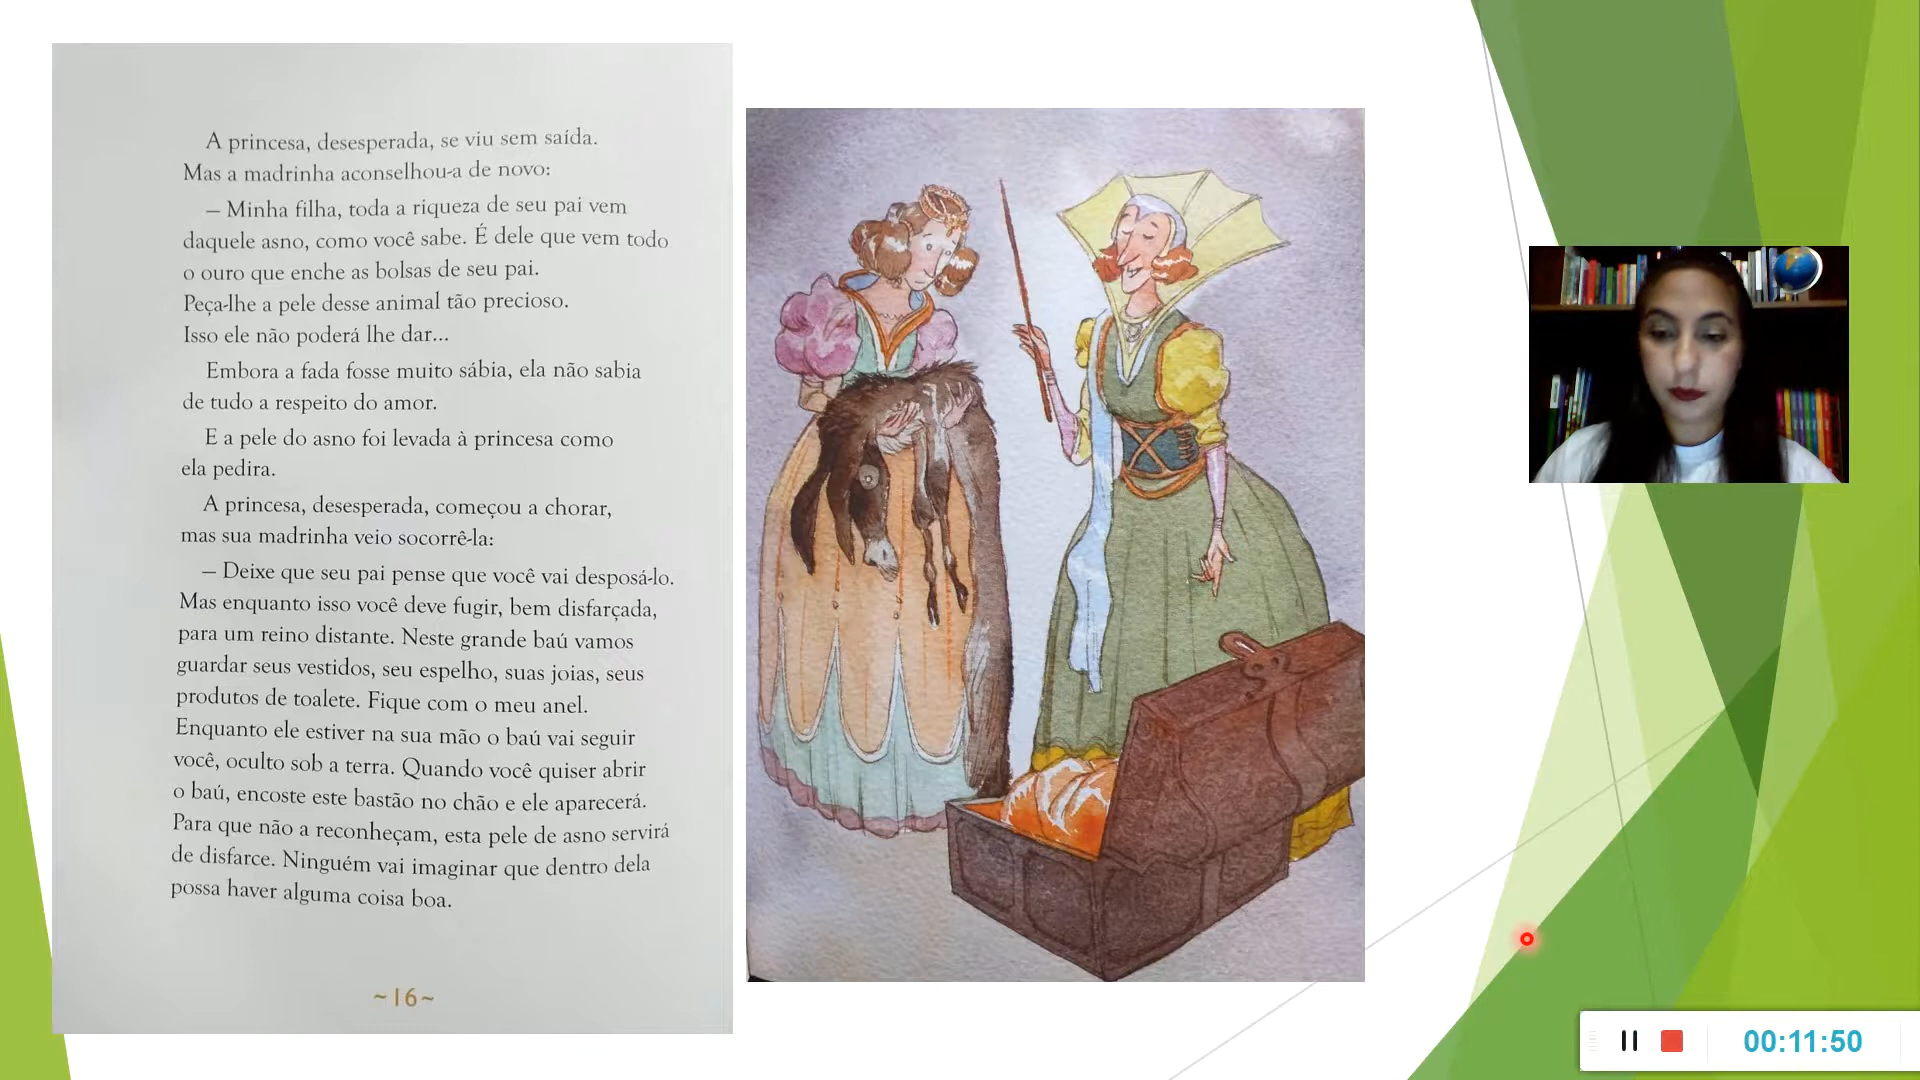 A princesa, desesperada, se viu sem saída.
Mas a madrinha aconselhou-a de novo:
— Minha filha, toda a riqueza de seu pai vem
daquele asno, como você sabe. É dele que vem todo
o ouro que enche as bolsas de seu pai.
Peça-lhe a pele desse animal tão precioso.
Isso ele não poderá lhe dar...
Embora a fada fosse muito sábia, ela não sabia
de tudo a respeito do amor.
E a pele do asno foi levada à princesa como
ela pedira.
A princesa, desesperada, começou a chorar,
mas sua madrinha veio socorrê-la:
— Deixe que seu pai pense que você vai desposá-lo.
Mas enquanto isso você deve fugir, bem disfarçada,
para um reino distante. Neste grande baú vamos
guardar seus vestidos, seu espelho, suas joias, seus
produtos de toalete. Fique com o meu anel.
Enquanto ele estiver na sua mão o baú vai seguir
você, oculto sob a terra. Quando você quiser abrir
o baú, encoste este bastão no chão e ele aparecerá.
Para que não a reconheçam, esta pele de asno servirá
de disfarce. Ninguém vai imaginar que dentro dela
possa haver alguma coisa boa.
~16~
00:11:50